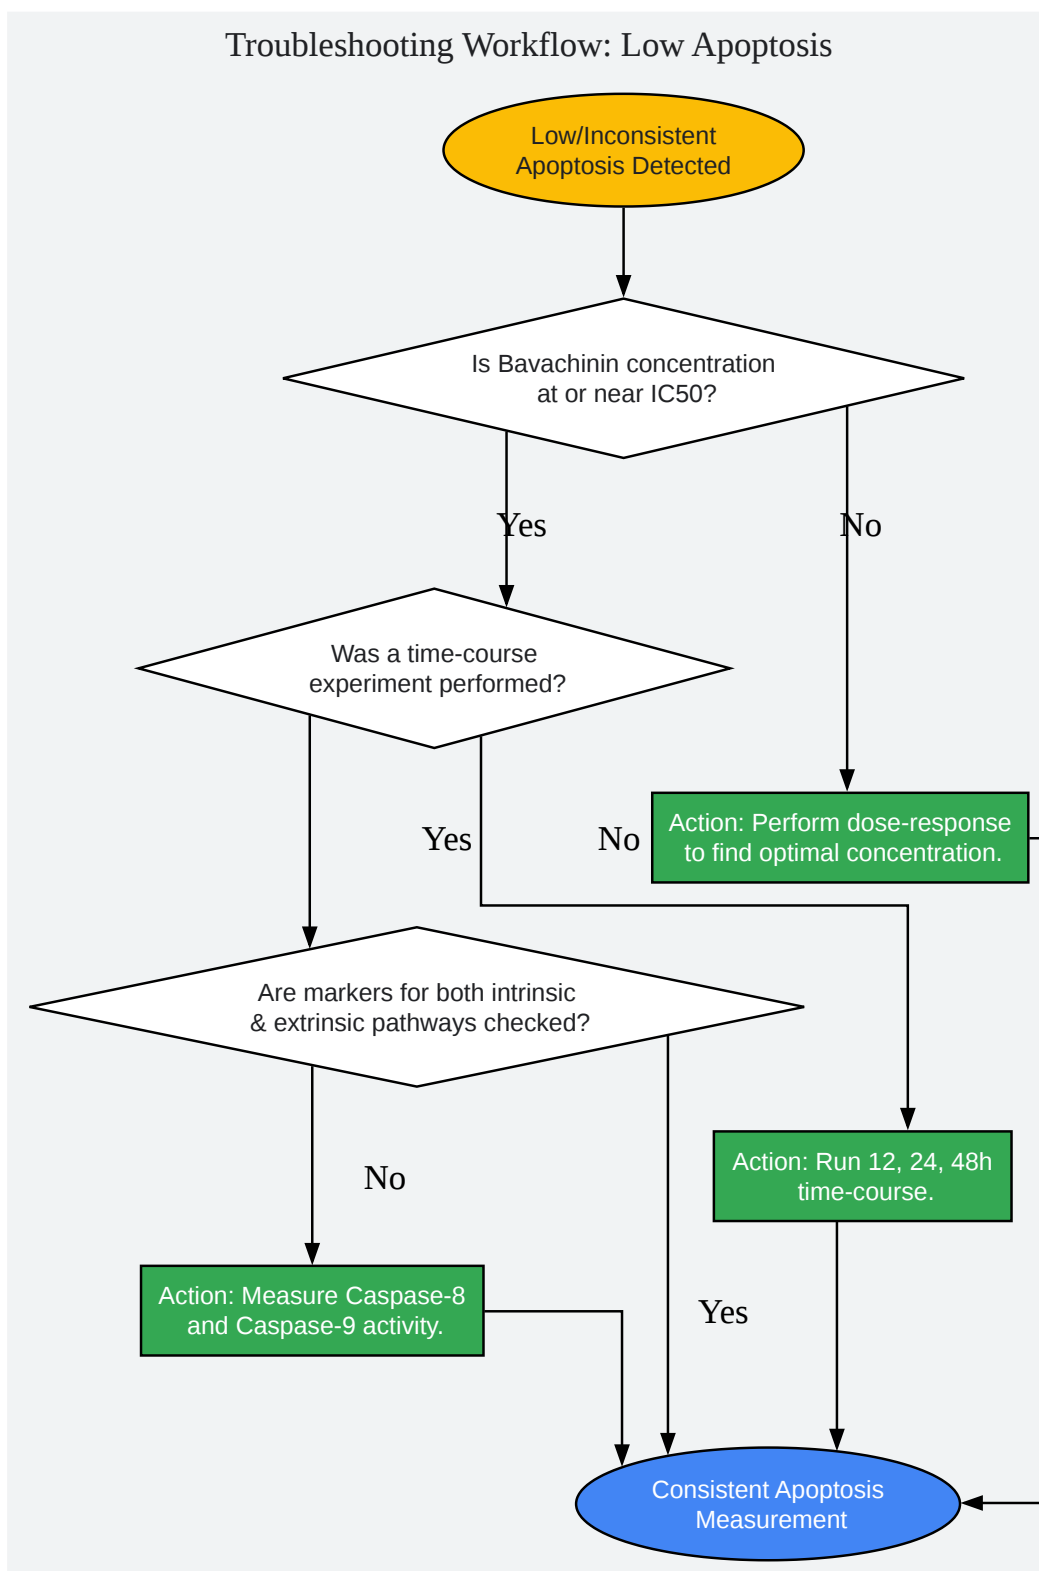 Troubleshooting Workflow: Low Apoptosis
Low/Inconsistent
Apoptosis Detected
Is Bavachinin concentration
at or near IC50?
Yes
No
Was a time-course
experiment performed?
Yes
No
Action: Perform dose-response
to find optimal concentration.
Are markers for both intrinsic
& extrinsic pathways checked?
No
Action: Run 12, 24, 48h
time-course.
Action: Measure Caspase-8
and Caspase-9 activity.
Yes
Consistent Apoptosis
Measurement